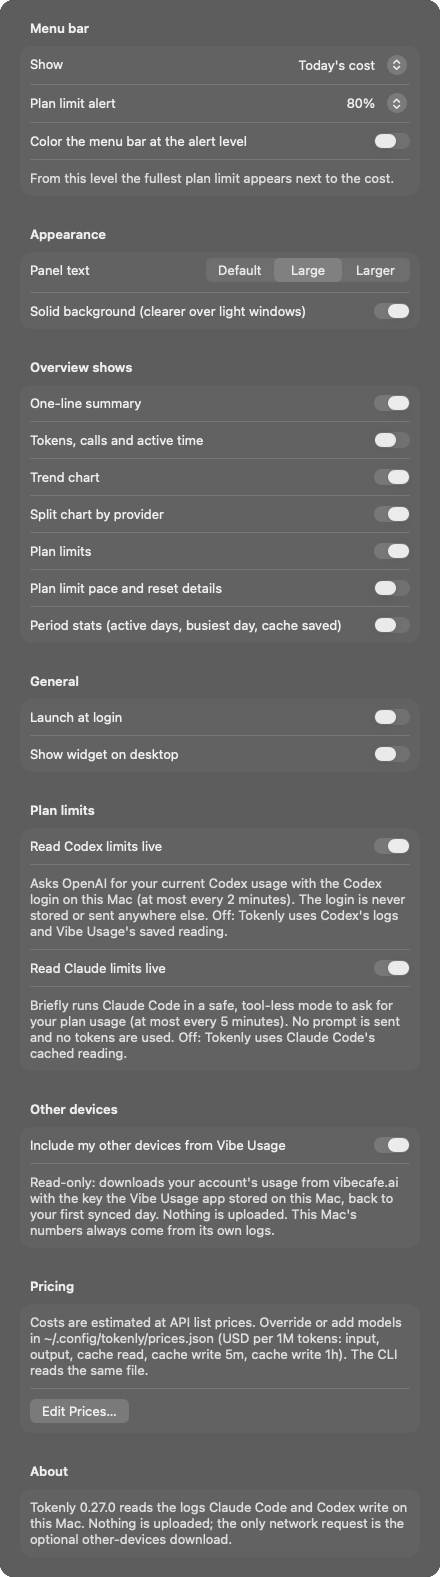 Menu bar
Show
Today's cost
Plan limit alert
80%
Color the menu bar at the alert level
From this level the fullest plan limit appears next to the cost.
Appearance
Panel text
Default
Large
Larger
Solid background (clearer over light windows)
Overview shows
One-line summary
Tokens, calls and active time
Trend chart
Split chart by provider
Plan limits
Plan limit pace and reset details
Period stats (active days, busiest day, cache saved)
General
Launch at login
Show widget on desktop
Plan limits
Read Codex limits live
Asks OpenAI for your current Codex usage with the Codex
login on this Mac (at most every 2 minutes). The login is never
stored or sent anywhere else. Off: Tokenly uses Codex's logs
and Vibe Usage's saved reading.
Read Claude limits live
Briefly runs Claude Code in a safe, tool-less mode to ask for
your plan usage (at most every 5 minutes). No prompt is sent
and no tokens are used. Off: Tokenly uses Claude Code's
cached reading.
Other devices
Include my other devices from Vibe Usage
Read-only: downloads your account's usage from vibecafe.ai
with the key the Vibe Usage app stored on this Mac, back to
your first synced day. Nothing is uploaded. This Mac's
numbers always come from its own logs.
Pricing
Costs are estimated at API list prices. Override or add models
in ~/.config/tokenly/prices.json (USD per 1M tokens: input,
output, cache read, cache write 5m, cache write 1h). The CLI
reads the same file.
Edit Prices...
About
Tokenly 0.27.0 reads the logs Claude Code and Codex write on
this Mac. Nothing is uploaded; the only network request is the
optional other-devices download.